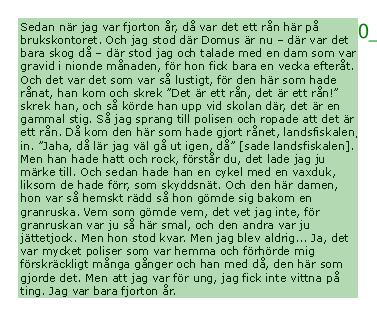 Sedan när jag var fjorton år, då var det ett rån här på
brukskontoret. Och jag stod där Domus är nu – där var det
bara skog då – där stod jag och talade med en dam som var
gravid i nionde månaden, för hon fick bara en vecka efteråt.
Och det var det som var så lustigt, för den här som hade
rånat, han kom och skrek "Det är ett rån, det är ett rån!"
skrek han, och så körde han upp vid skolan där, det är en
gammal stig. Så jag sprang till polisen och ropade att det är
ett rån. Då kom den här som hade gjort rånet, landsfiskalen,
in. "Jaha, då lär jag väl gå ut igen, då" [sade landsfiskalen].
Men han hade hatt och rock, förstår du, det lade jag ju
märke till. Och sedan hade han en cykel med en vaxduk,
liksom de hade förr, som skyddsnät. Och den här damen,
hon var så hemskt rädd så hon gömde sig bakom en
granruska. Vem som gömde vem, det vet jag inte, för
granruskan var ju så här smal, och den andra var ju
jättetjock. Men hon stod kvar. Men jag blev aldrig... Ja, det
var mycket poliser som var hemma och förhörde mig
förskräckligt många gånger och han med då, den här som
gjorde det. Men att jag var för ung, jag fick inte vittna på
ting. Jag var bara fjorton år.
0_